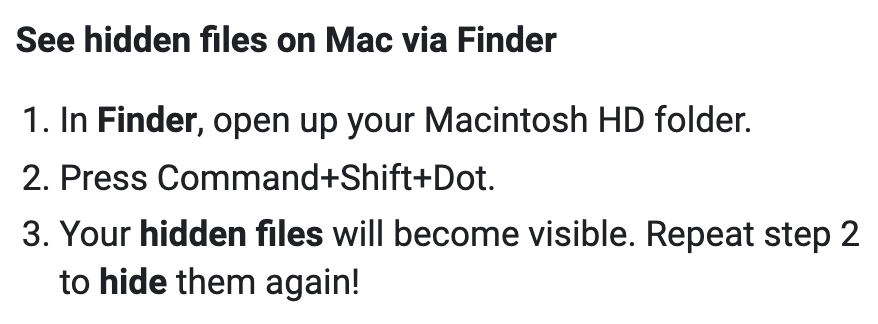 See hidden files on Mac via Finder
1. In Finder, open up your Macintosh HD folder.
2. Press Command+Shift+Dot.
3. Your hidden files will become visible. Repeat step 2
to hide them again!